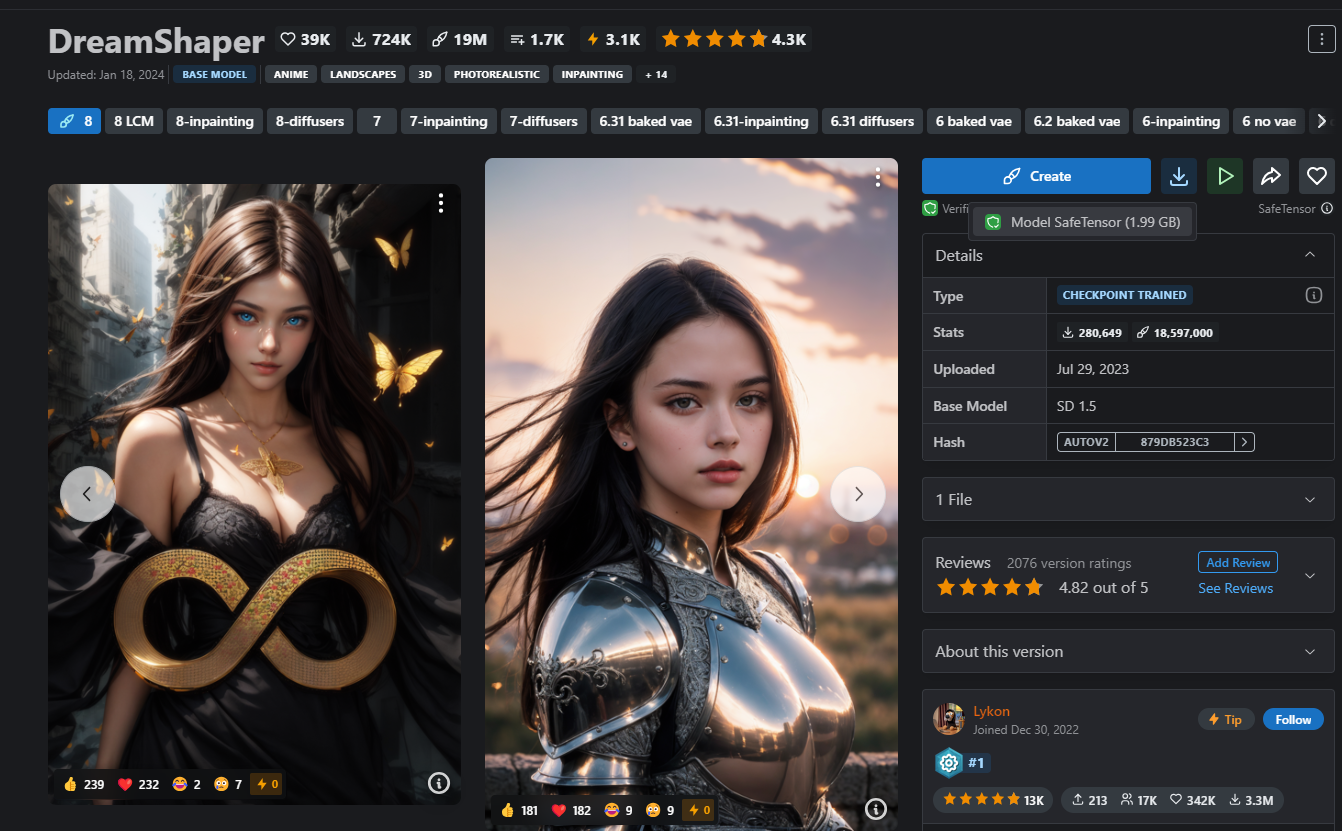 DreamShaper 39K 724K 19M 1.7K 3.1K 4.3K
Updated: Jan 18, 2024 BASE MODEL ANIME LANDSCAPES 3D PHOTOREALISTIC INPAINTING + 14
8 8 LCM 8-inpainting 8-diffusers 7 7-inpainting 7-diffusers 6.31 baked vae 6.31-inpainting 6.31 diffusers 6 baked vae 6.2 baked vae 6-inpainting 6 no vae
Create
Verifi SafeTensor
Model SafeTensor (1.99 GB)
Details
Type CHECKPOINT TRAINED
Stats 280,649 18,597,000
Uploaded Jul 29, 2023
Base Model SD 1.5
Hash AUTOV2 879DB523C3
1 File
Reviews 2076 version ratings Add Review
4.82 out of 5 See Reviews
About this version
Lykon Tip Follow
Joined Dec 30, 2022
#1
13K 213 17K 342K 3.3M
239 232 2 7 0
181 182 9 9 0